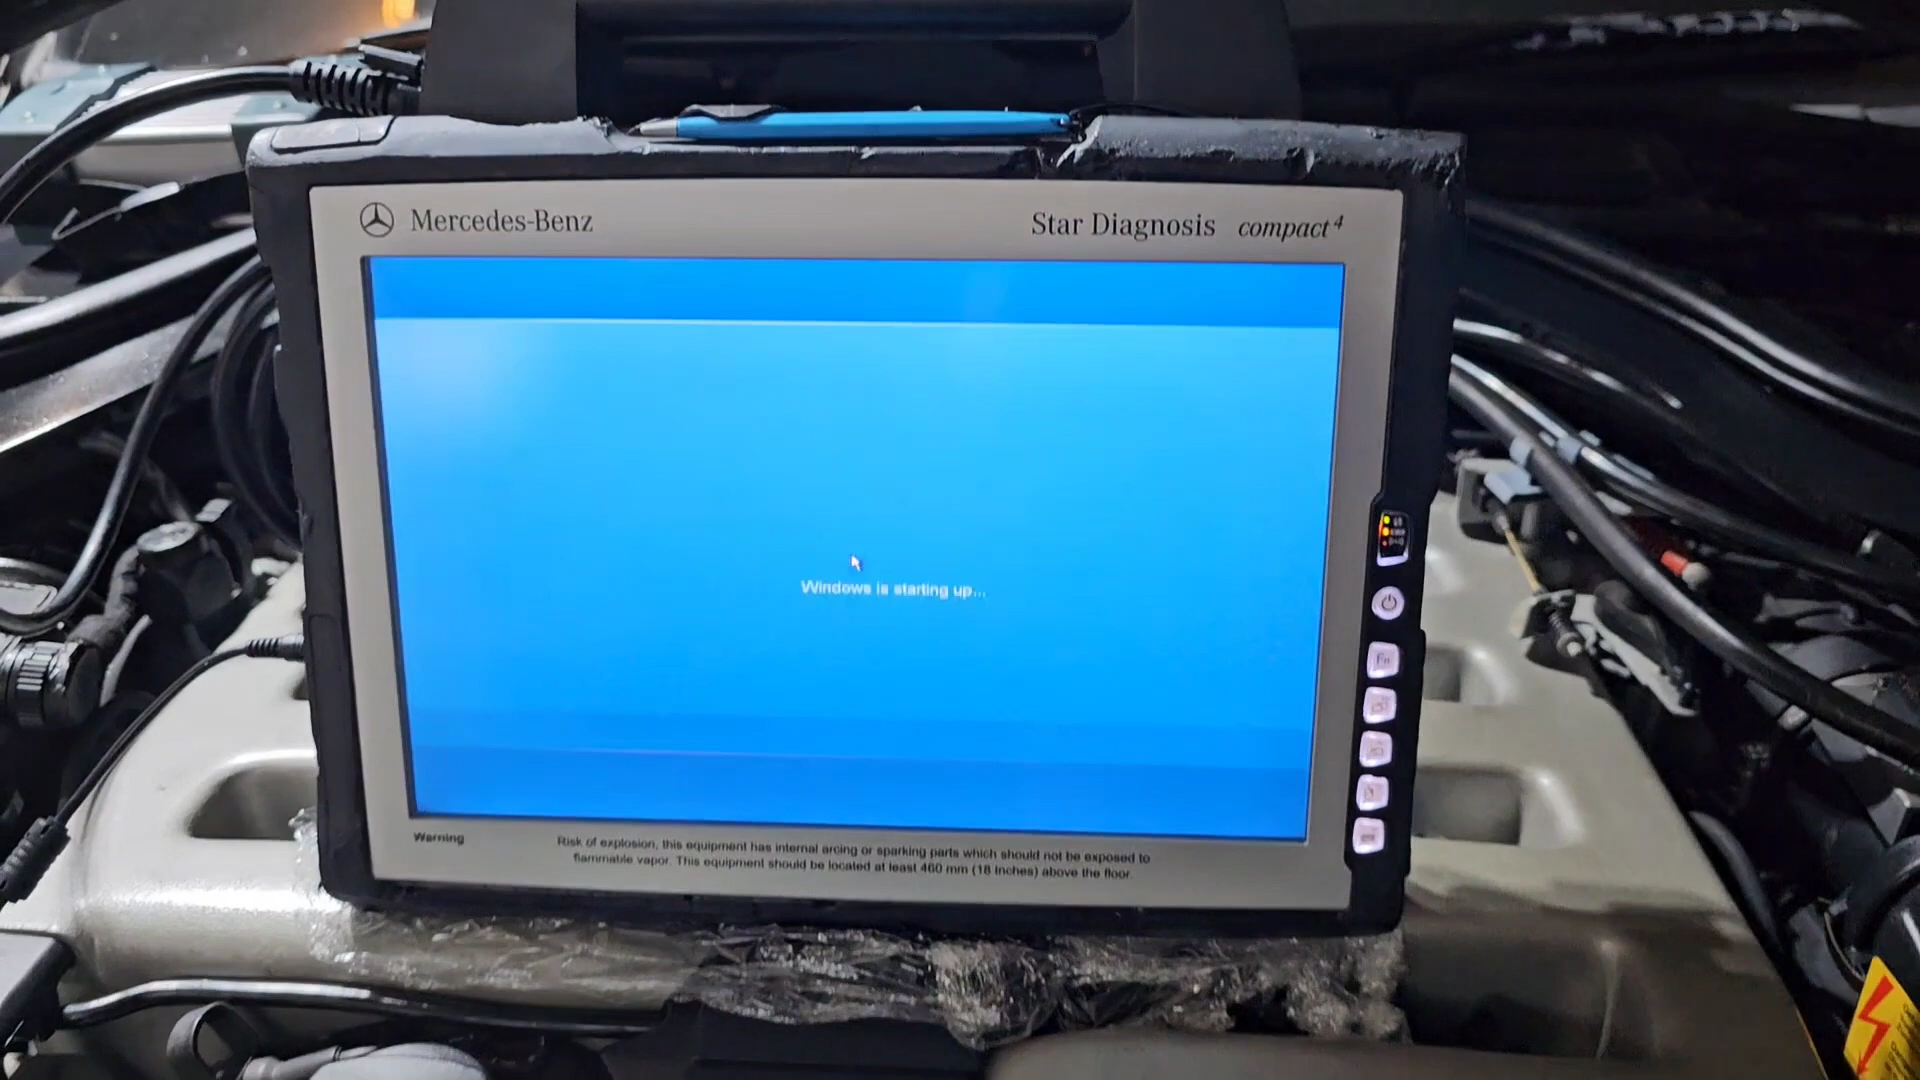 Mercedes-Benz
Star Diagnosis compact⁴
Windows is starting up...
Fn
Warning
Risk of explosion, this equipment has internal arcing or sparking parts which should not be exposed to
flammable vapor. This equipment should be located at least 460 mm (18 inches) above the floor.